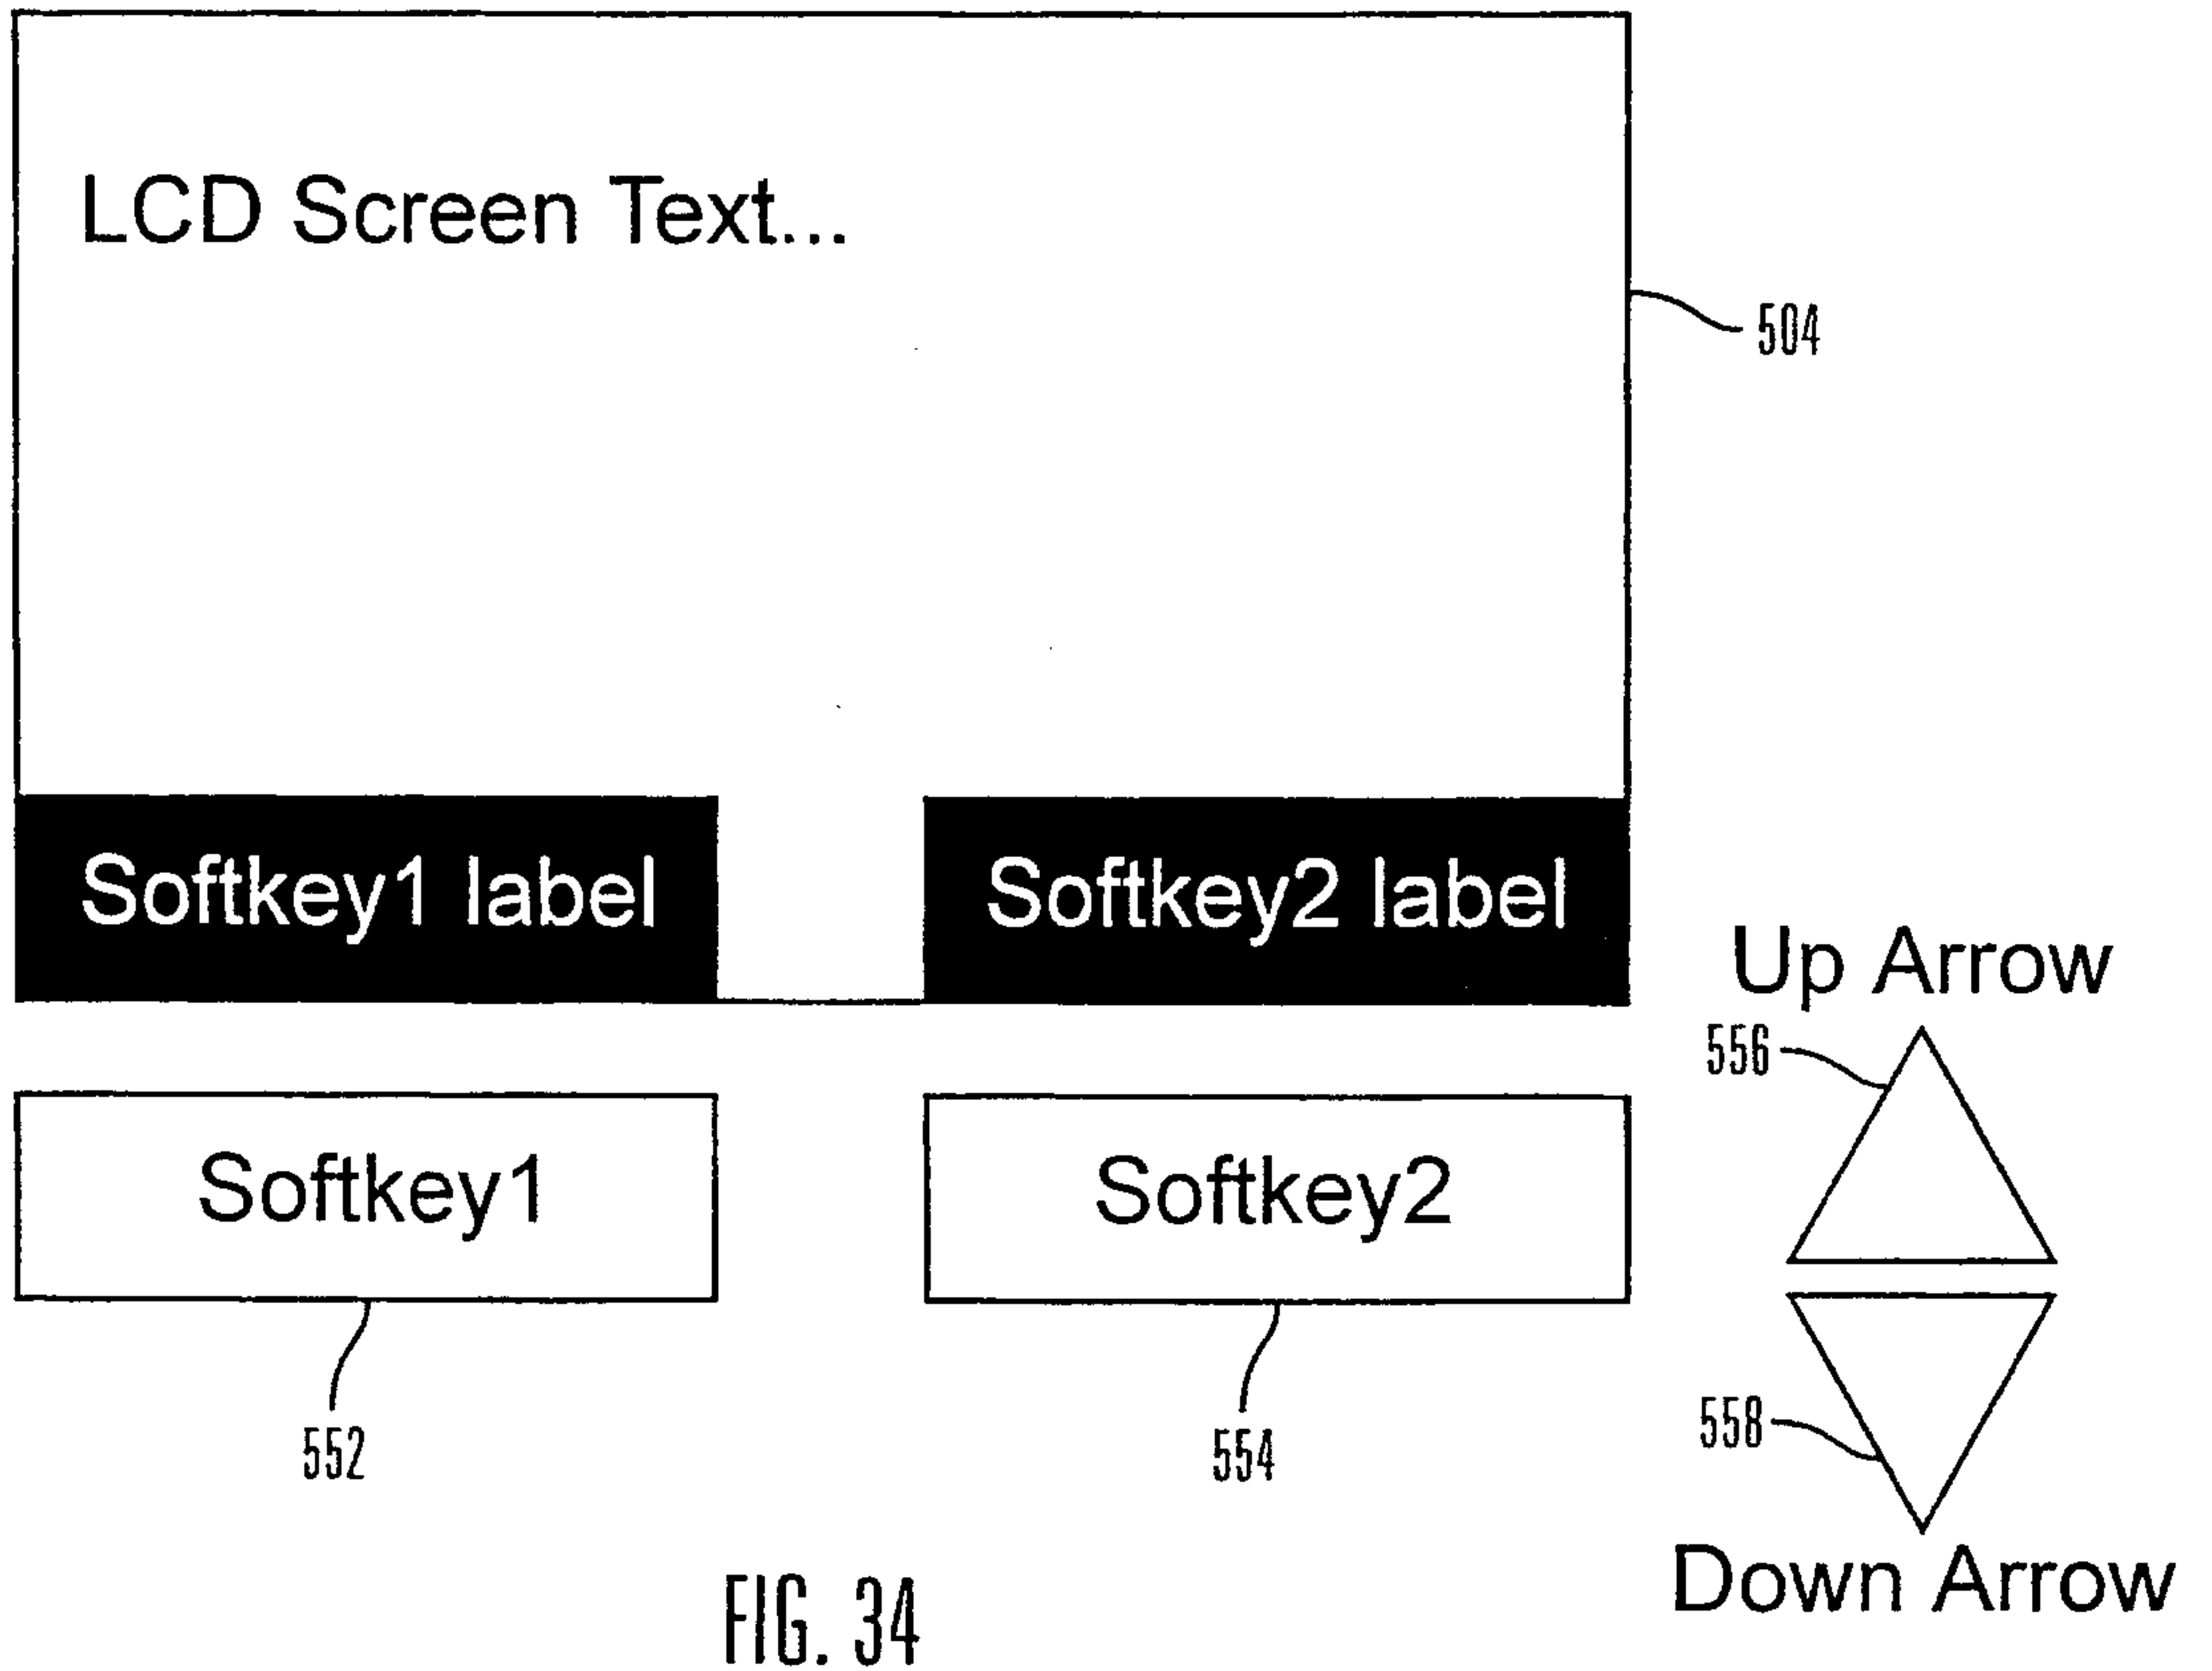 LCD Screen Text...
504
Softkey1 label
Softkey2 label
Up Arrow
556
Softkey1
Softkey2
558
552
554
Down Arrow
FIG. 34